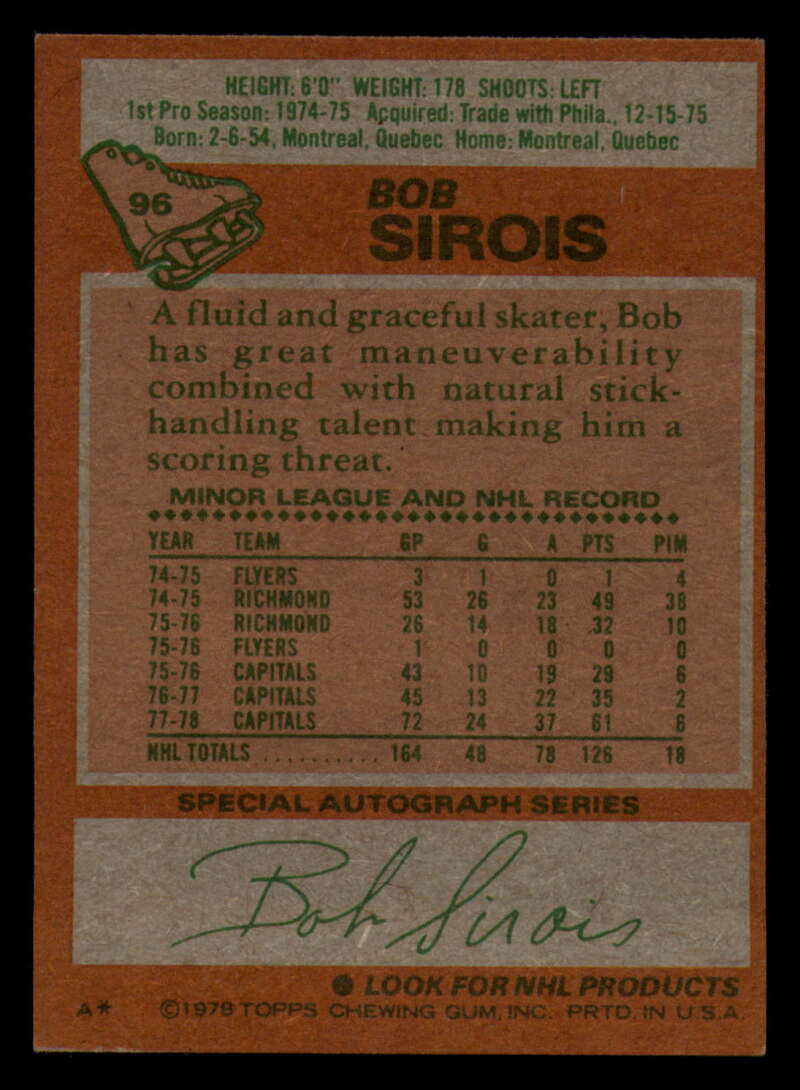 HEIGHT: 6'0" WEIGHT: 178 SHOOTS: LEFT
1st Pro Season: 1974-75 Acquired: Trade with Phila., 12-15-75
Born: 2-6-54, Montreal, Quebec Home: Montreal, Quebec
96
BOB
SIROIS
A fluid and graceful skater, Bob
has great maneuverability
combined with natural stick-
handling talent making him a
scoring threat.
MINOR LEAGUE AND NHL RECORD
YEAR TEAM GP G A PTS PIM
74-75 FLYERS 3 1 0 1 4
74-75 RICHMOND 53 26 23 49 38
75-76 RICHMOND 26 14 18 32 10
75-76 FLYERS 1 0 0 0 0
75-76 CAPITALS 43 10 19 29 6
76-77 CAPITALS 45 13 22 35 2
77-78 CAPITALS 72 24 37 61 6
NHL TOTALS .......... 164 48 78 126 18
SPECIAL AUTOGRAPH SERIES
Bob Sirois
LOOK FOR NHL PRODUCTS
A* ©1978 TOPPS CHEWING GUM, INC. PRTD. IN U.S.A.